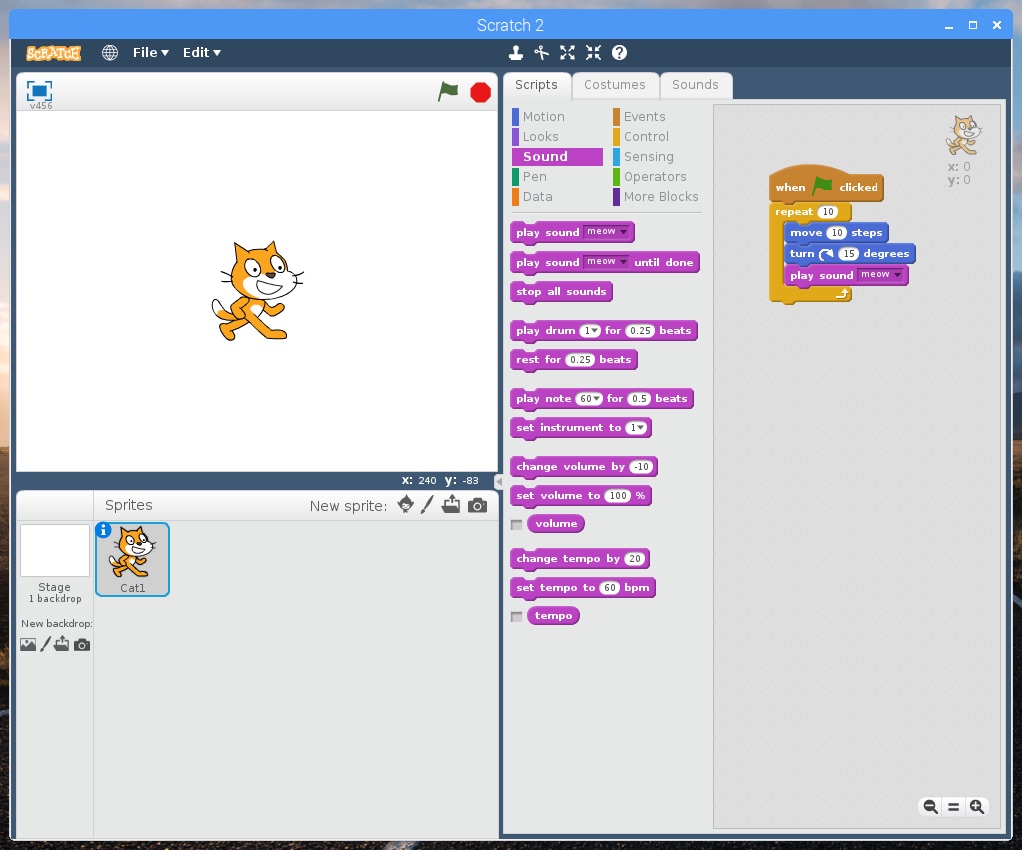 Scratch 2
SCRATCH File Edit
v456
Scripts Costumes Sounds
Motion Events
Looks Control
Sound Sensing
Pen Operators
Data More Blocks
play sound meow
play sound meow until done
stop all sounds
play drum 1 for 0.25 beats
rest for 0.25 beats
play note 60 for 0.5 beats
set instrument to 1
change volume by -10
set volume to 100 %
volume
change tempo by 20
set tempo to 60 bpm
tempo
x: 0
y: 0
when clicked
repeat 10
move 10 steps
turn 15 degrees
play sound meow
x: 240 y: -83
Sprites New sprite:
Stage
1 backdrop
New backdrop:
Cat1